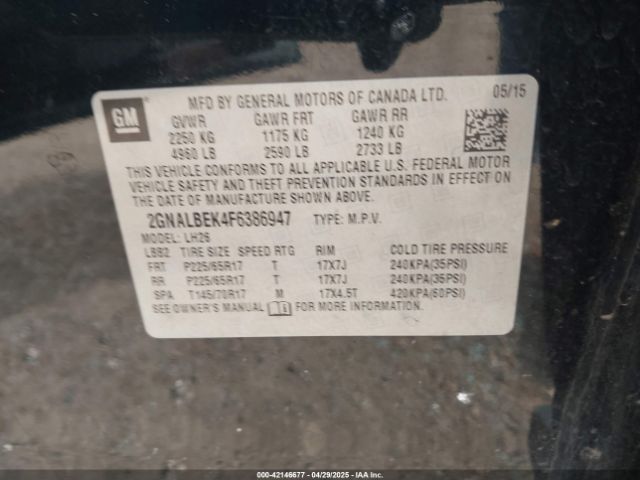 GM
MFD BY GENERAL MOTORS OF CANADA LTD. 05/15
GVWR GAWR FRT GAWR RR
2250 KG 1175 KG 1240 KG
4960 LB 2590 LB 2733 LB
THIS VEHICLE CONFORMS TO ALL APPLICABLE U.S. FEDERAL MOTOR
VEHICLE SAFETY AND THEFT PREVENTION STANDARDS IN EFFECT ON
THE DATE OF MANUFACTURE SHOWN ABOVE.
2GNALBEK4F6386947 TYPE: M.P.V.
MODEL: LH26
LBB2 TIRE SIZE SPEED RTG RIM COLD TIRE PRESSURE
FRT P225/65R17 T 17X7J 240KPA(35PSI)
RR P225/65R17 T 17X7J 240KPA(35PSI)
SPA T145/70R17 M 17X4.5T 420KPA(60PSI)
SEE OWNER'S MANUAL FOR MORE INFORMATION.
000-42146677 - 04/29/2025 - IAAI.COM